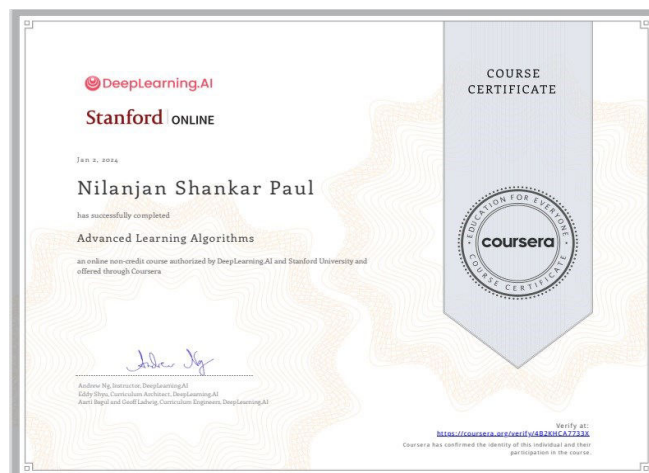 DeepLearning.AI
Stanford ONLINE
Jan 2, 2024
Nilanjan Shankar Paul
has successfully completed
Advanced Learning Algorithms
an online non-credit course authorized by DeepLearning.AI and Stanford University and
offered through Coursera
Andrew Ng
Andrew Ng, Instructor, DeepLearning.AI
Eddy Shyu, Curriculum Architect, DeepLearning.AI
Aarti Bagul and Geoff Ladwig, Curriculum Engineers, DeepLearning.AI
COURSE
CERTIFICATE
EDUCATION FOR EVERYONE
coursera
COURSE CERTIFICATE
Verify at:
https://coursera.org/verify/4B2KHCA7733X
Coursera has confirmed the identity of this individual and their
participation in the course.